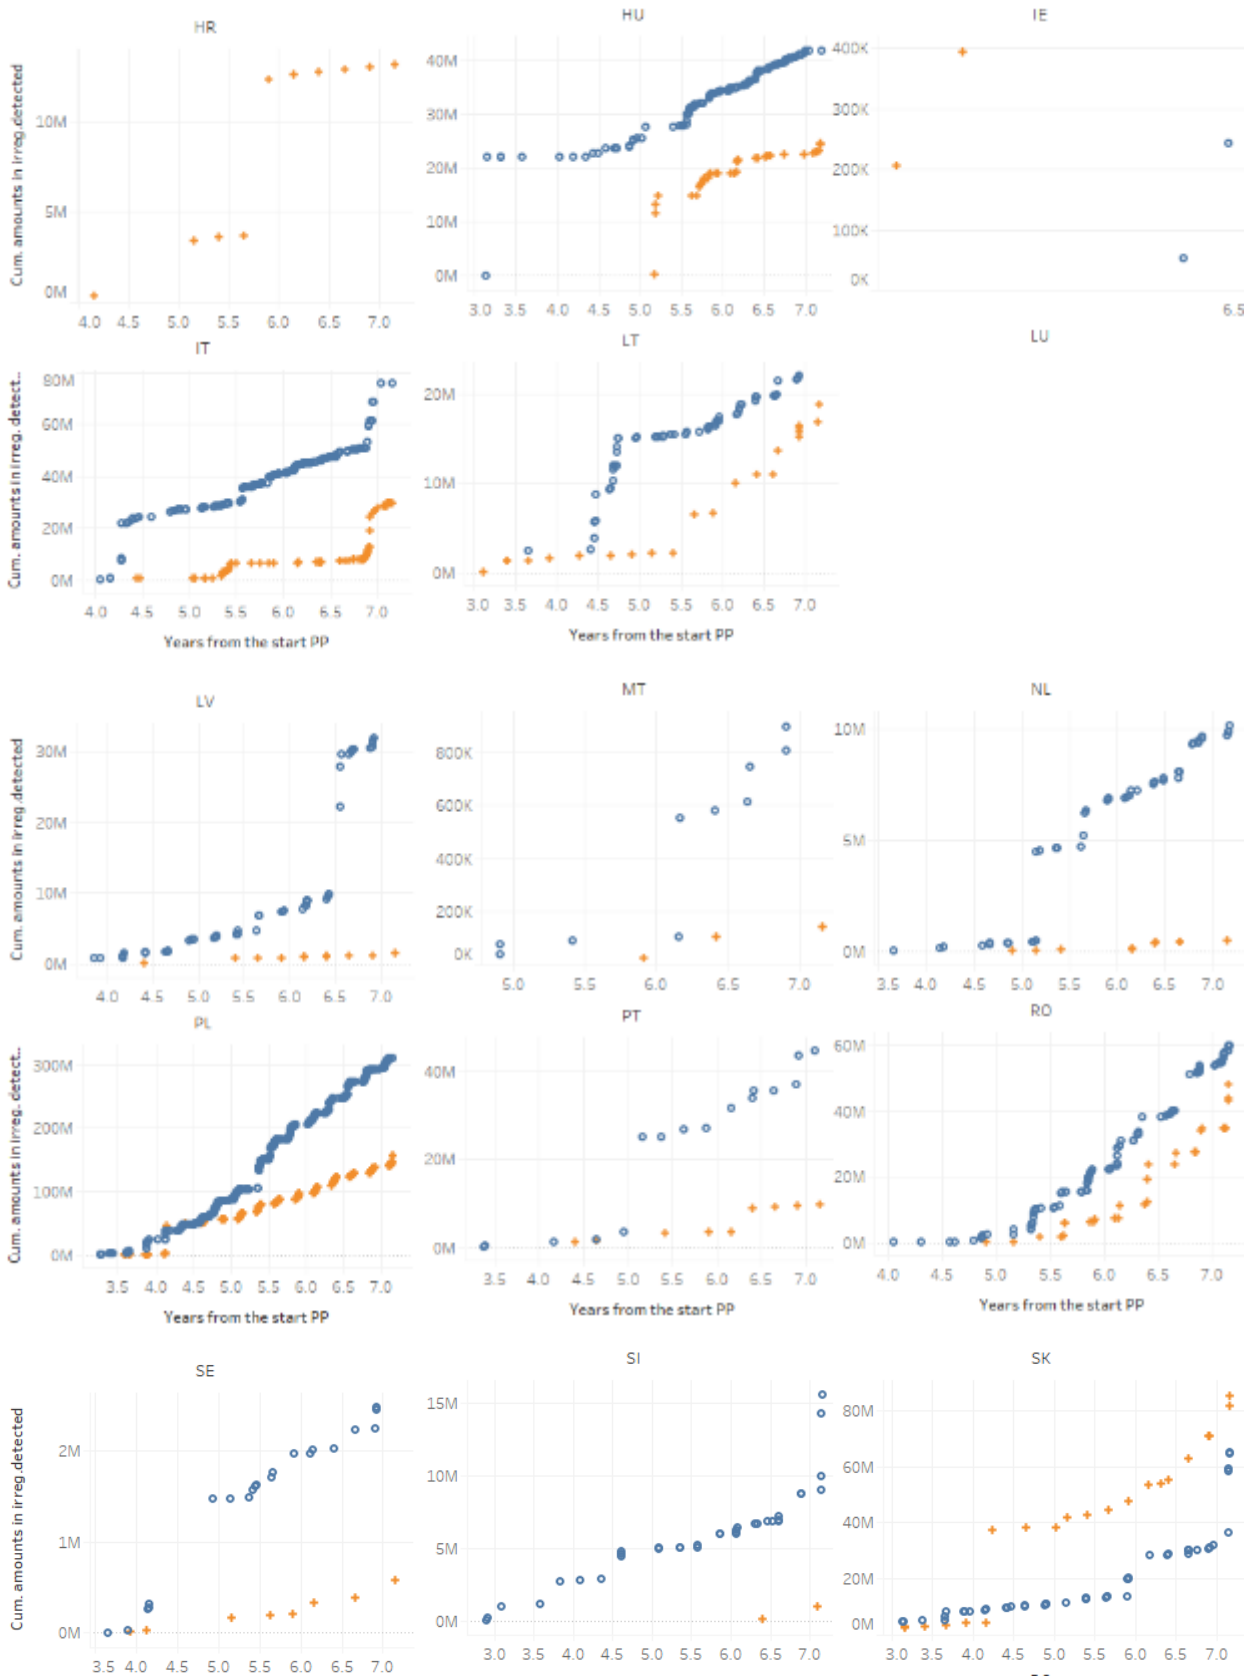 HR
HU
IE
Cum. amounts in irreg.detected
10M
5M
0M
4.0 4.5 5.0 5.5 6.0 6.5 7.0
40M
30M
20M
10M
0M
3.0 3.5 4.0 4.5 5.0 5.5 6.0 6.5 7.0
400K
300K
200K
100K
0K
6.5
IT
LT
LU
Cum. amounts in irreg. detect..
80M
60M
40M
20M
0M
4.0 4.5 5.0 5.5 6.0 6.5 7.0
20M
10M
0M
3.0 3.5 4.0 4.5 5.0 5.5 6.0 6.5 7.0
Years from the start PP
Years from the start PP
LV
MT
NL
Cum. amounts in irreg.detected
30M
20M
10M
0M
4.0 4.5 5.0 5.5 6.0 6.5 7.0
800K
600K
400K
200K
0K
5.0 5.5 6.0 6.5 7.0
10M
5M
0M
3.5 4.0 4.5 5.0 5.5 6.0 6.5 7.0
PL
PT
RO
Cum. amounts in irreg. detect..
300M
200M
100M
0M
3.5 4.0 4.5 5.0 5.5 6.0 6.5 7.0
40M
20M
0M
3.5 4.0 4.5 5.0 5.5 6.0 6.5 7.0
60M
40M
20M
0M
4.0 4.5 5.0 5.5 6.0 6.5 7.0
Years from the start PP
Years from the start PP
Years from the start PP
SE
SI
SK
Cum. amounts in irreg.detected
2M
1M
0M
3.5 4.0 4.5 5.0 5.5 6.0 6.5 7.0
15M
10M
5M
0M
3.0 3.5 4.0 4.5 5.0 5.5 6.0 6.5 7.0
80M
60M
40M
20M
0M
3.0 3.5 4.0 4.5 5.0 5.5 6.0 6.5 7.0